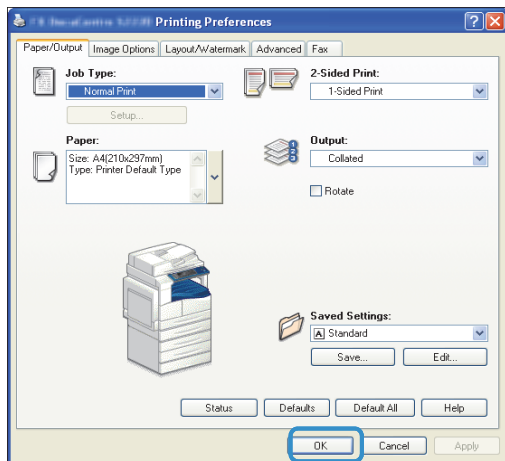 Printing Preferences
Paper/Output Image Options Layout/Watermark Advanced Fax
Job Type:
Normal Print
Setup...
2-Sided Print:
1-Sided Print
Paper:
Size: A4(210x297mm)
Type: Printer Default Type
Output:
Collated
Rotate
Saved Settings:
A Standard
Save... Edit...
Status Defaults Default All Help
OK Cancel Apply